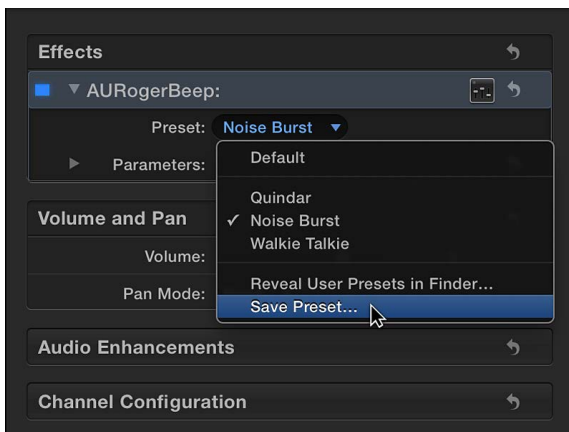 Effects
AURogerBeep:
Preset: Noise Burst
Parameters:
Default
Quindar
✓ Noise Burst
Walkie Talkie
Reveal User Presets in Finder...
Save Preset...
Volume and Pan
Volume:
Pan Mode:
Audio Enhancements
Channel Configuration